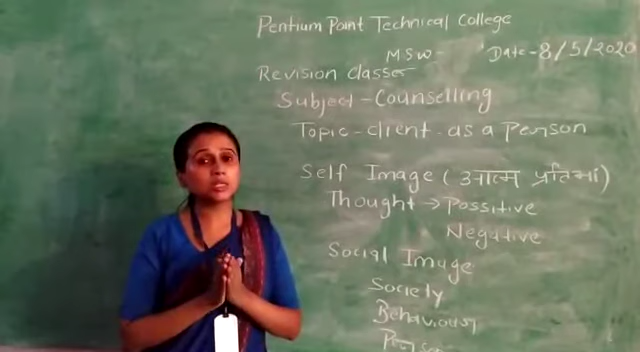 Pentium Point Technical College
MSW Date-8/5/2020
Revision Classes
Subject-Counselling
Topic-client-as a Person
Self Image (आत्म प्रतिमा)
Thought → Possitive
Negative
Social Image
Society
Behaviour